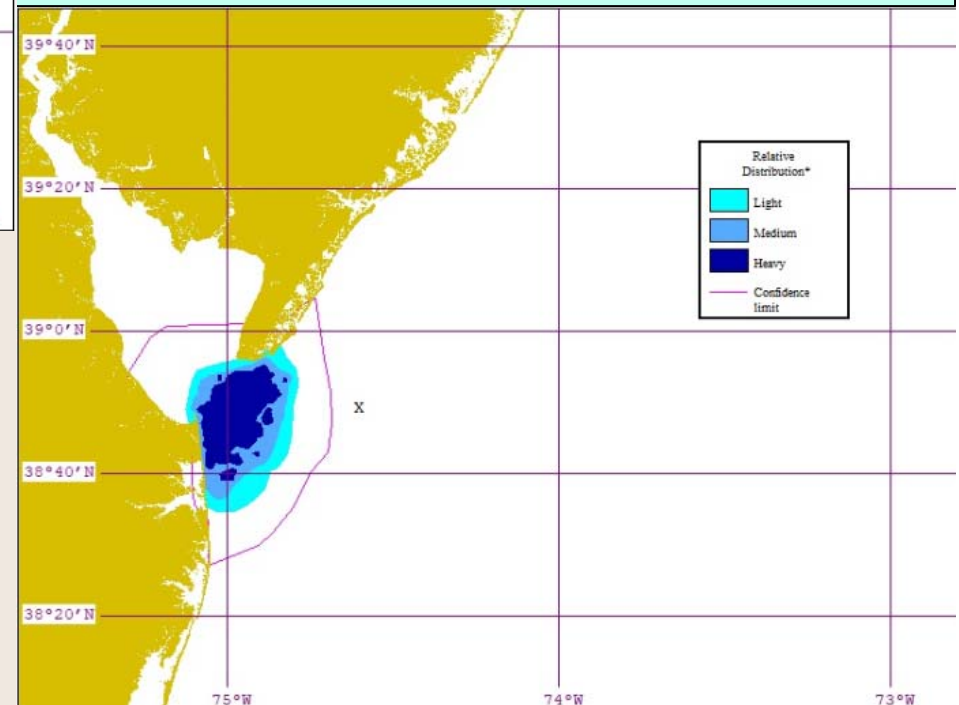 39°40'N
39°20'N
Relative
Distribution*
Light
Medium
Heavy
Confidence
limit
39°0'N
X
38°40'N
38°20'N
75°W
74°W
73°W